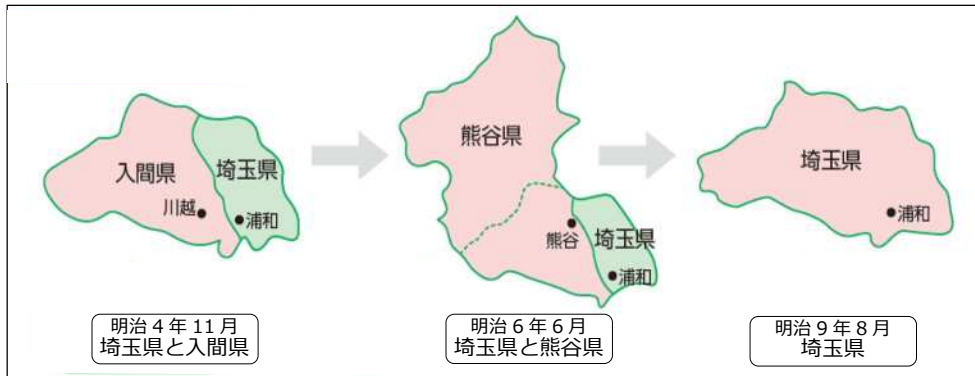 入間県
埼玉県
川越
浦和
熊谷県
熊谷
埼玉県
浦和
埼玉県
浦和
明治4年11月
埼玉県と入間県
明治6年6月
埼玉県と熊谷県
明治9年8月
埼玉県